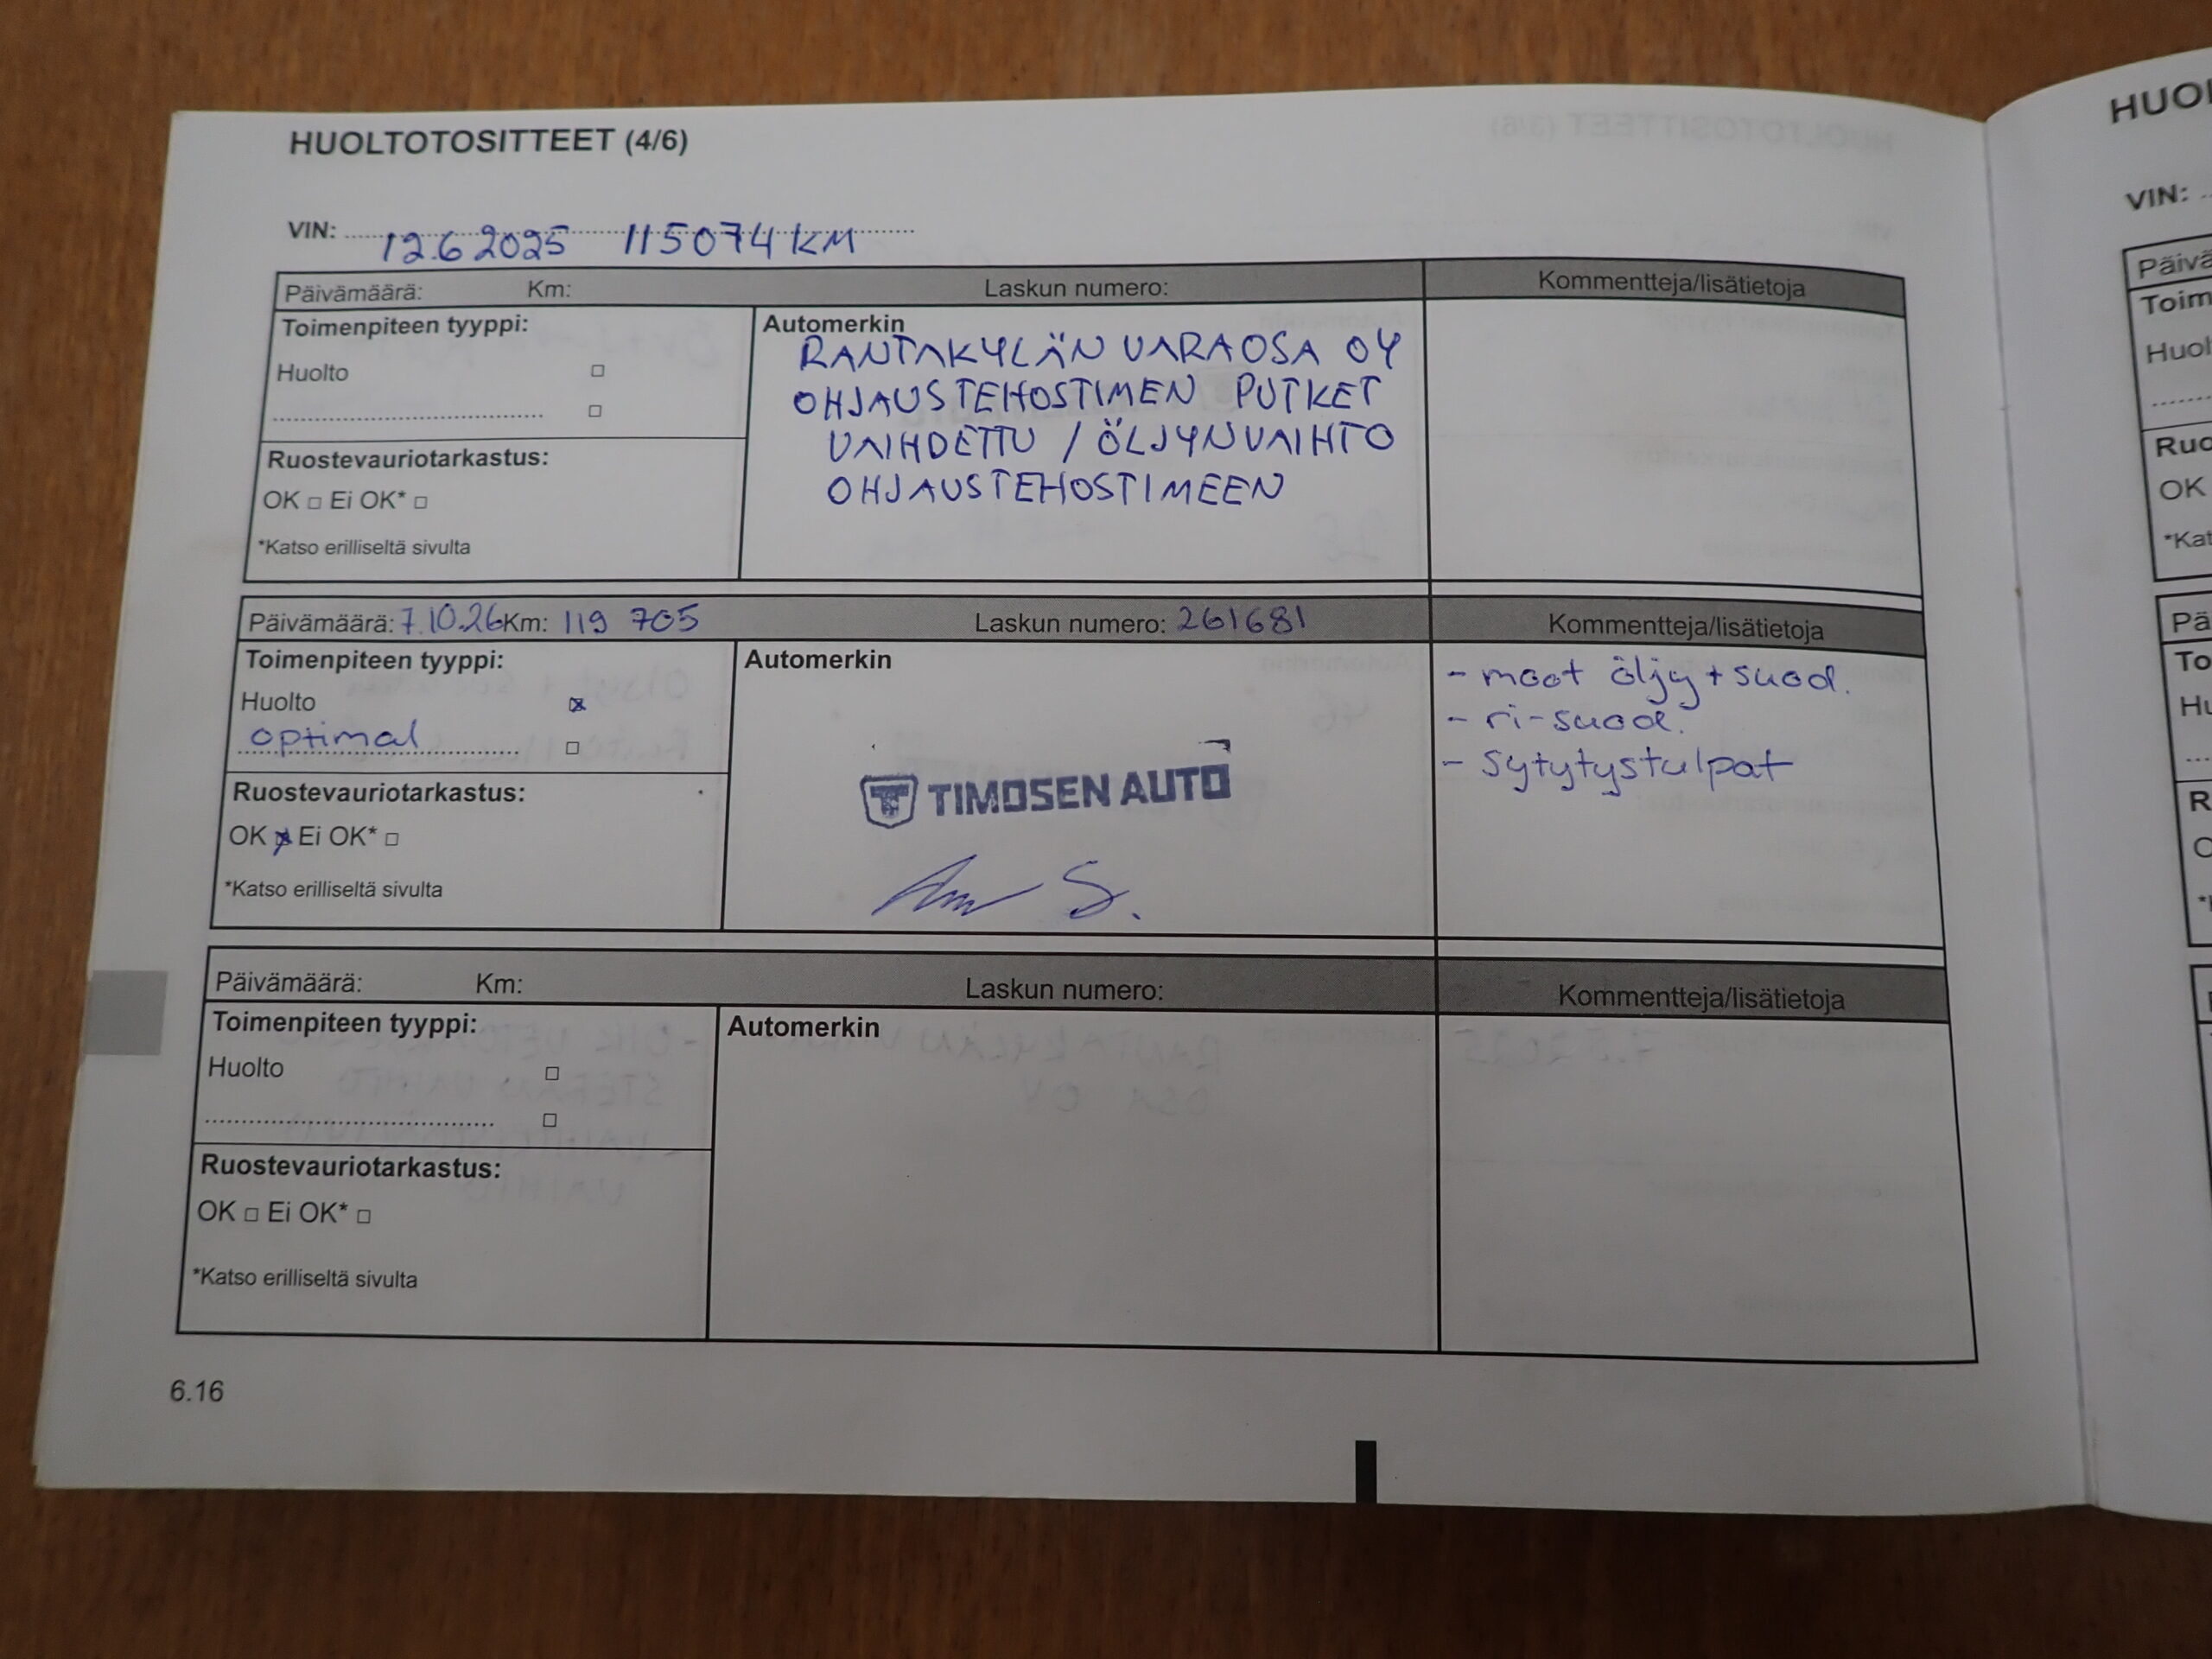 HUOLTOTOSITTEET (4/6)
VIN: 12.6 2025 115074 KM
Päivämäärä: Km: Laskun numero: Kommentteja/lisätietoja
Toimenpiteen tyyppi:
Huolto
Ruostevauriotarkastus:
OK Ei OK*
*Katso erilliseltä sivulta
Automerkin
RANTAKYLÄN VARAOSA OY
OHJAUSTEHOSTIMEN PUTKET
VAIHDETTU / ÖLJYNVAIHTO
OHJAUSTEHOSTIMEEN
Päivämäärä: 7.10.26 Km: 119 705 Laskun numero: 261681 Kommentteja/lisätietoja
Toimenpiteen tyyppi:
Huolto
optimal
Ruostevauriotarkastus:
OK Ei OK*
*Katso erilliseltä sivulta
Automerkin
TIMOSEN AUTO
- moot öljy + suod.
- ri-suod.
- sytytystulpat
Päivämäärä: Km: Laskun numero: Kommentteja/lisätietoja
Toimenpiteen tyyppi:
Huolto
Ruostevauriotarkastus:
OK Ei OK*
*Katso erilliseltä sivulta
Automerkin
6.16
VIN: